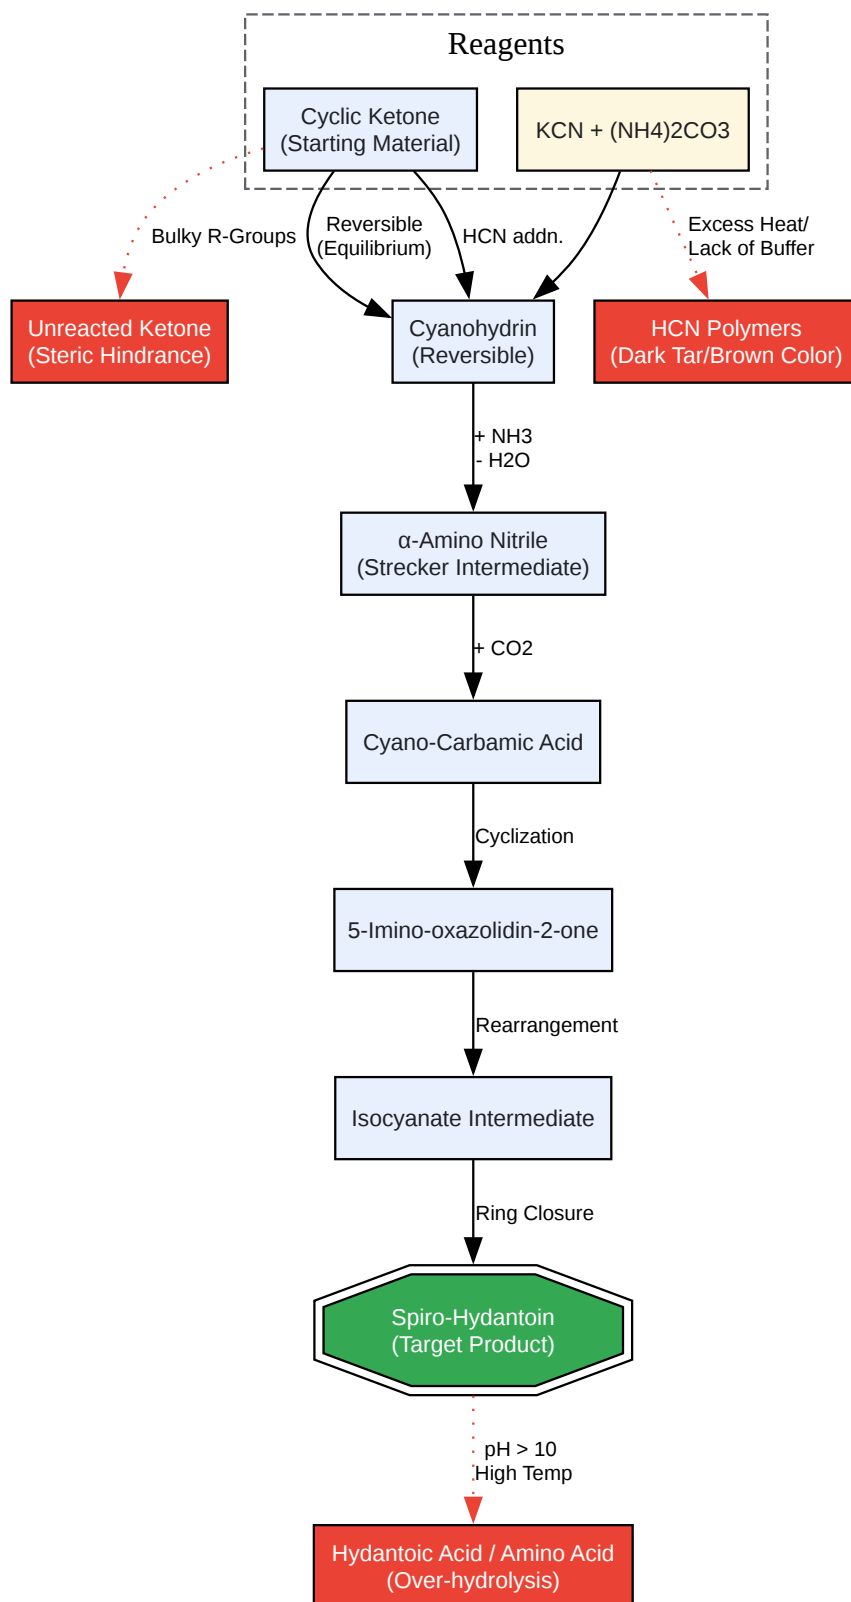 Reagents
Cyclic Ketone
(Starting Material)
KCN + (NH4)2CO3
Bulky R-Groups
Reversible
(Equilibrium)
HCN addn.
Excess Heat/
Lack of Buffer
Unreacted Ketone
(Steric Hindrance)
Cyanohydrin
(Reversible)
HCN Polymers
(Dark Tar/Brown Color)
+ NH3
- H2O
α-Amino Nitrile
(Strecker Intermediate)
+ CO2
Cyano-Carbamic Acid
Cyclization
5-Imino-oxazolidin-2-one
Rearrangement
Isocyanate Intermediate
Ring Closure
Spiro-Hydantoin
(Target Product)
pH > 10
High Temp
Hydantoic Acid / Amino Acid
(Over-hydrolysis)